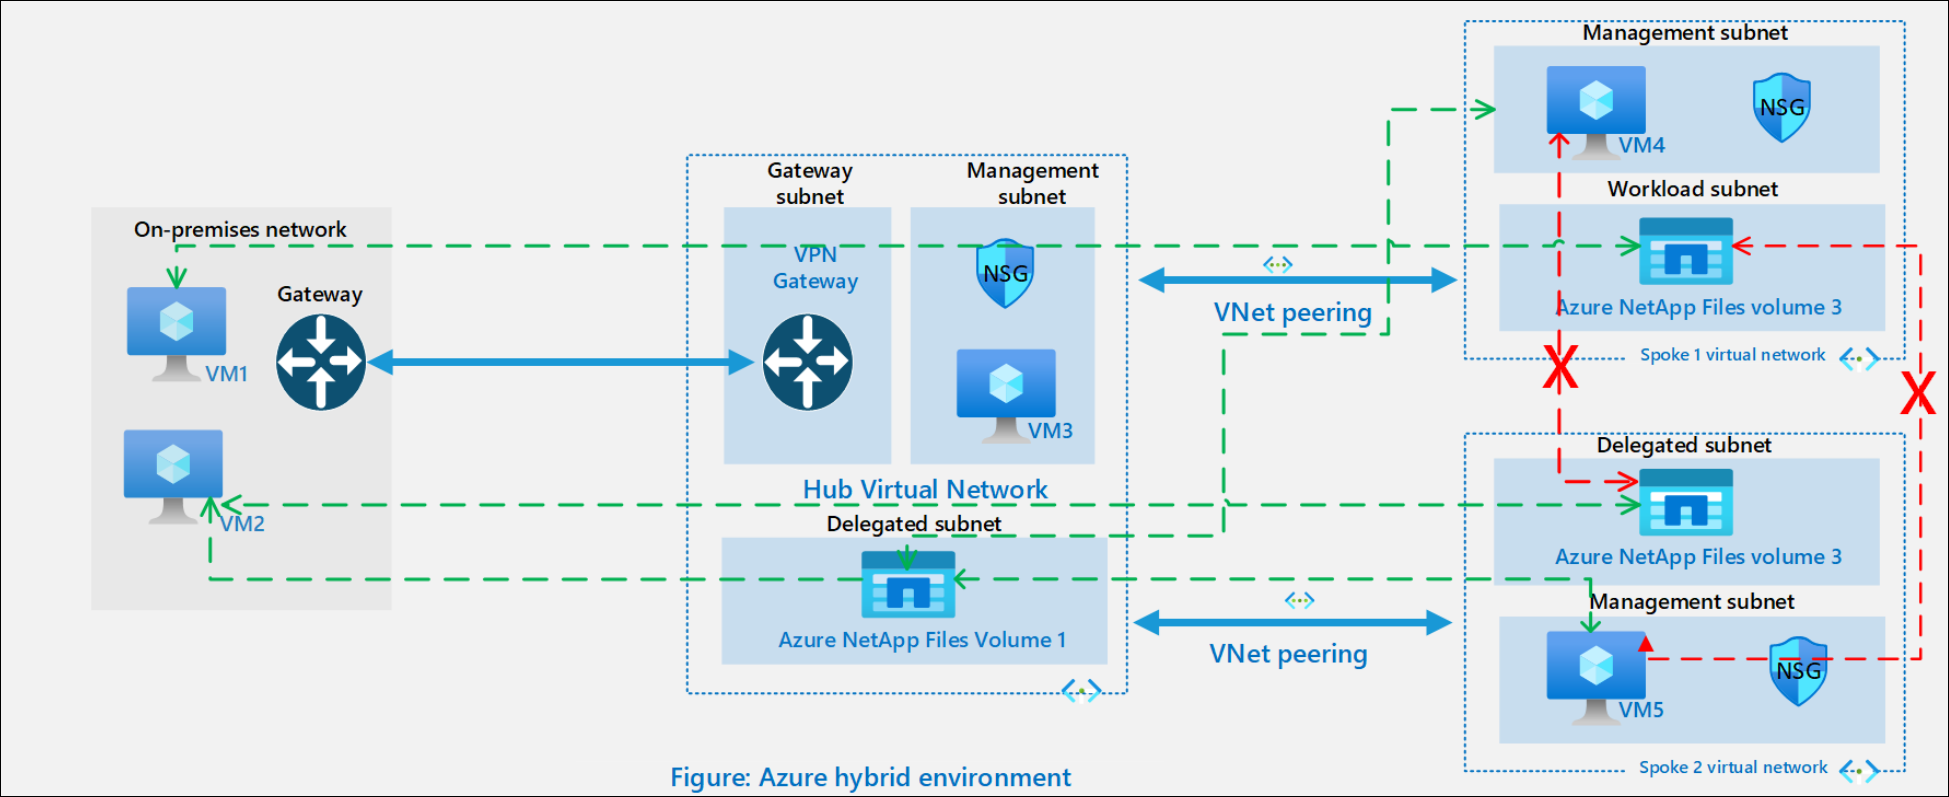 On-premises network
VM1
Gateway
VM2
Gateway
subnet
VPN
Gateway
Management
subnet
NSG
VM3
Hub Virtual Network
Delegated subnet
Azure NetApp Files Volume 1
VNet peering
VNet peering
Management subnet
VM4
NSG
Workload subnet
Azure NetApp Files volume 3
Spoke 1 virtual network
X
X
Delegated subnet
Azure NetApp Files volume 3
Management subnet
VM5
NSG
Spoke 2 virtual network
Figure: Azure hybrid environment